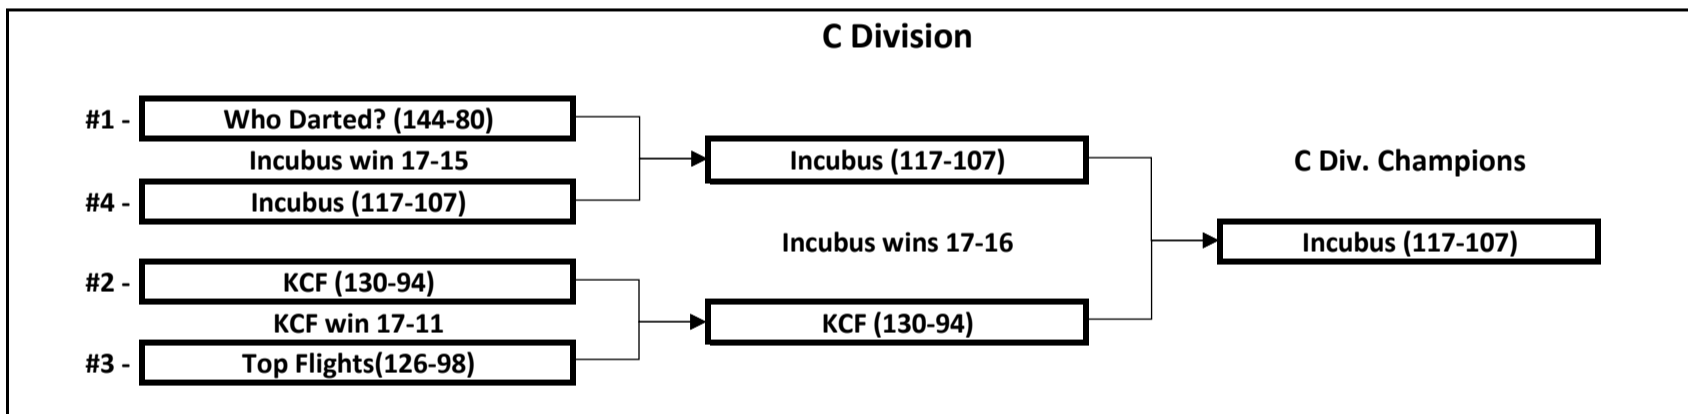 C Division
#1 - Who Darted? (144-80)
Incubus win 17-15
#4 - Incubus (117-107)
#2 - KCF (130-94)
KCF win 17-11
#3 - Top Flights(126-98)
Incubus (117-107)
Incubus wins 17-16
KCF (130-94)
C Div. Champions
Incubus (117-107)